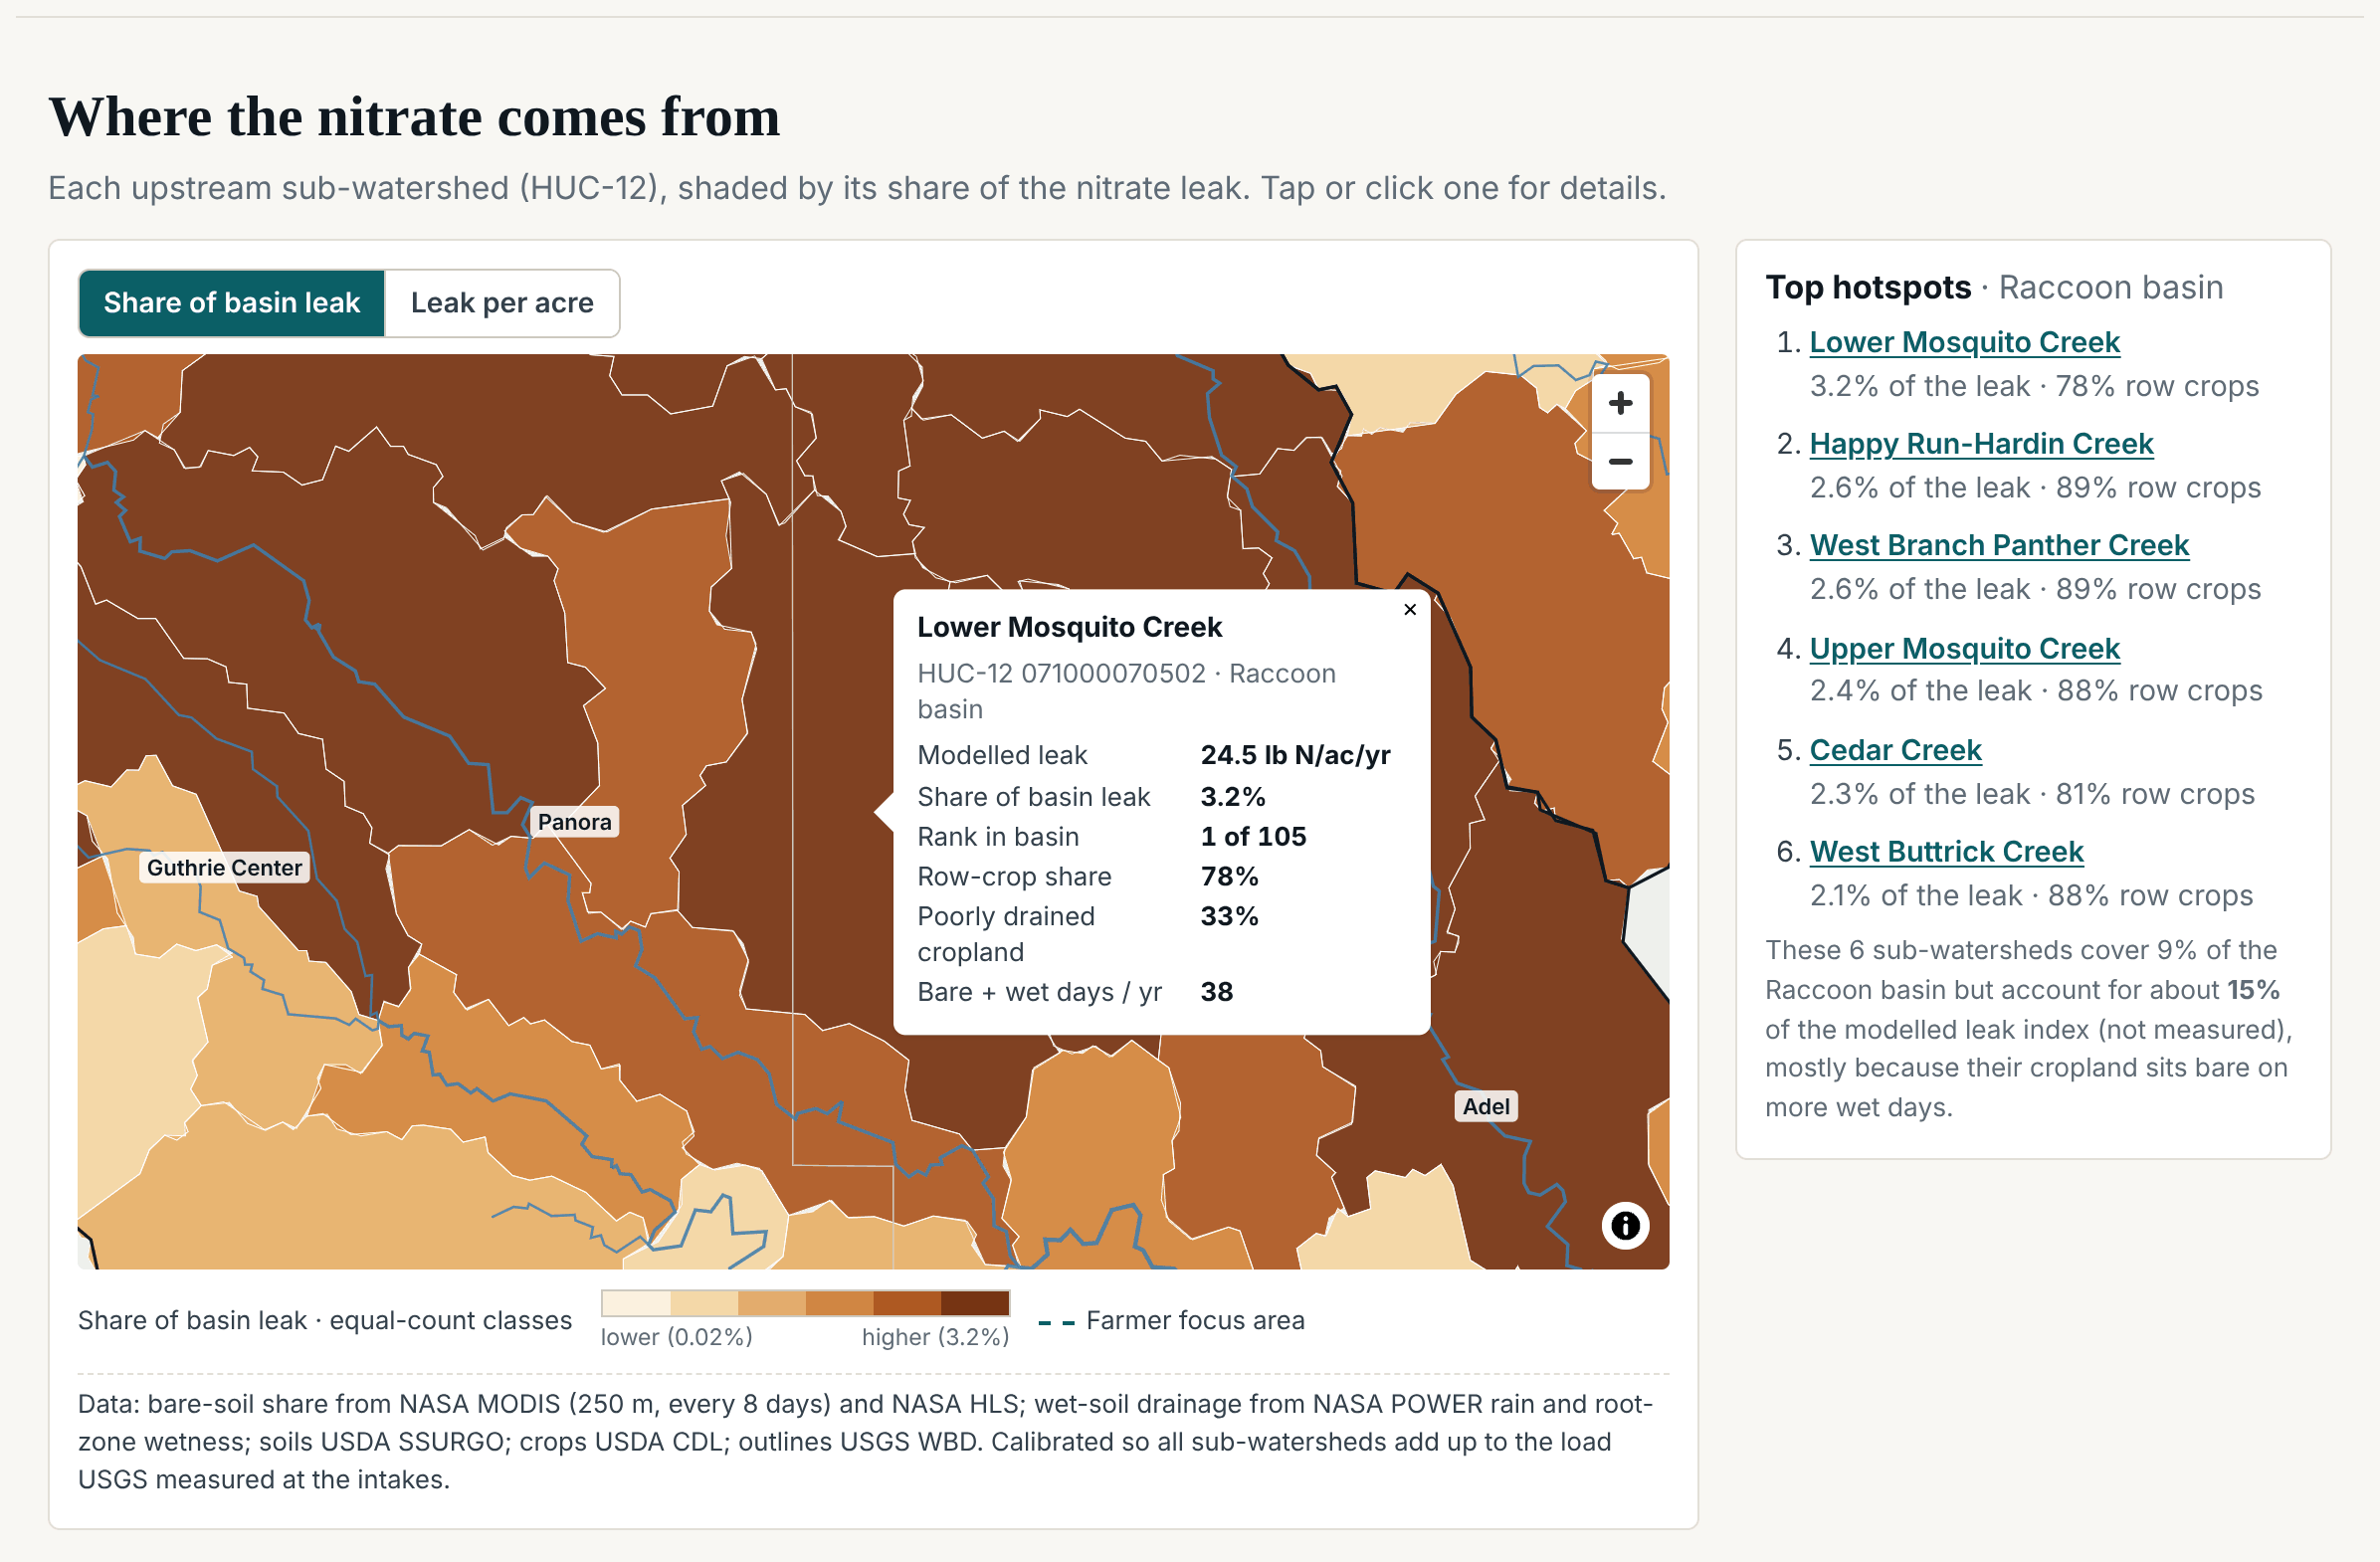 Where the nitrate comes from
Each upstream sub-watershed (HUC-12), shaded by its share of the nitrate leak. Tap or click one for details.
Share of basin leak
Leak per acre
+
−
Lower Mosquito Creek
×
HUC-12 071000070502 · Raccoon
basin
Modelled leak 24.5 lb N/ac/yr
Share of basin leak 3.2%
Rank in basin 1 of 105
Row-crop share 78%
Poorly drained 33%
cropland
Bare + wet days / yr 38
Panora
Guthrie Center
Adel
Share of basin leak · equal-count classes
lower (0.02%) higher (3.2%)
Farmer focus area
Data: bare-soil share from NASA MODIS (250 m, every 8 days) and NASA HLS; wet-soil drainage from NASA POWER rain and root-
zone wetness; soils USDA SSURGO; crops USDA CDL; outlines USGS WBD. Calibrated so all sub-watersheds add up to the load
USGS measured at the intakes.
Top hotspots · Raccoon basin
1. Lower Mosquito Creek
3.2% of the leak · 78% row crops
2. Happy Run-Hardin Creek
2.6% of the leak · 89% row crops
3. West Branch Panther Creek
2.6% of the leak · 89% row crops
4. Upper Mosquito Creek
2.4% of the leak · 88% row crops
5. Cedar Creek
2.3% of the leak · 81% row crops
6. West Buttrick Creek
2.1% of the leak · 88% row crops
These 6 sub-watersheds cover 9% of the
Raccoon basin but account for about 15%
of the modelled leak index (not measured),
mostly because their cropland sits bare on
more wet days.